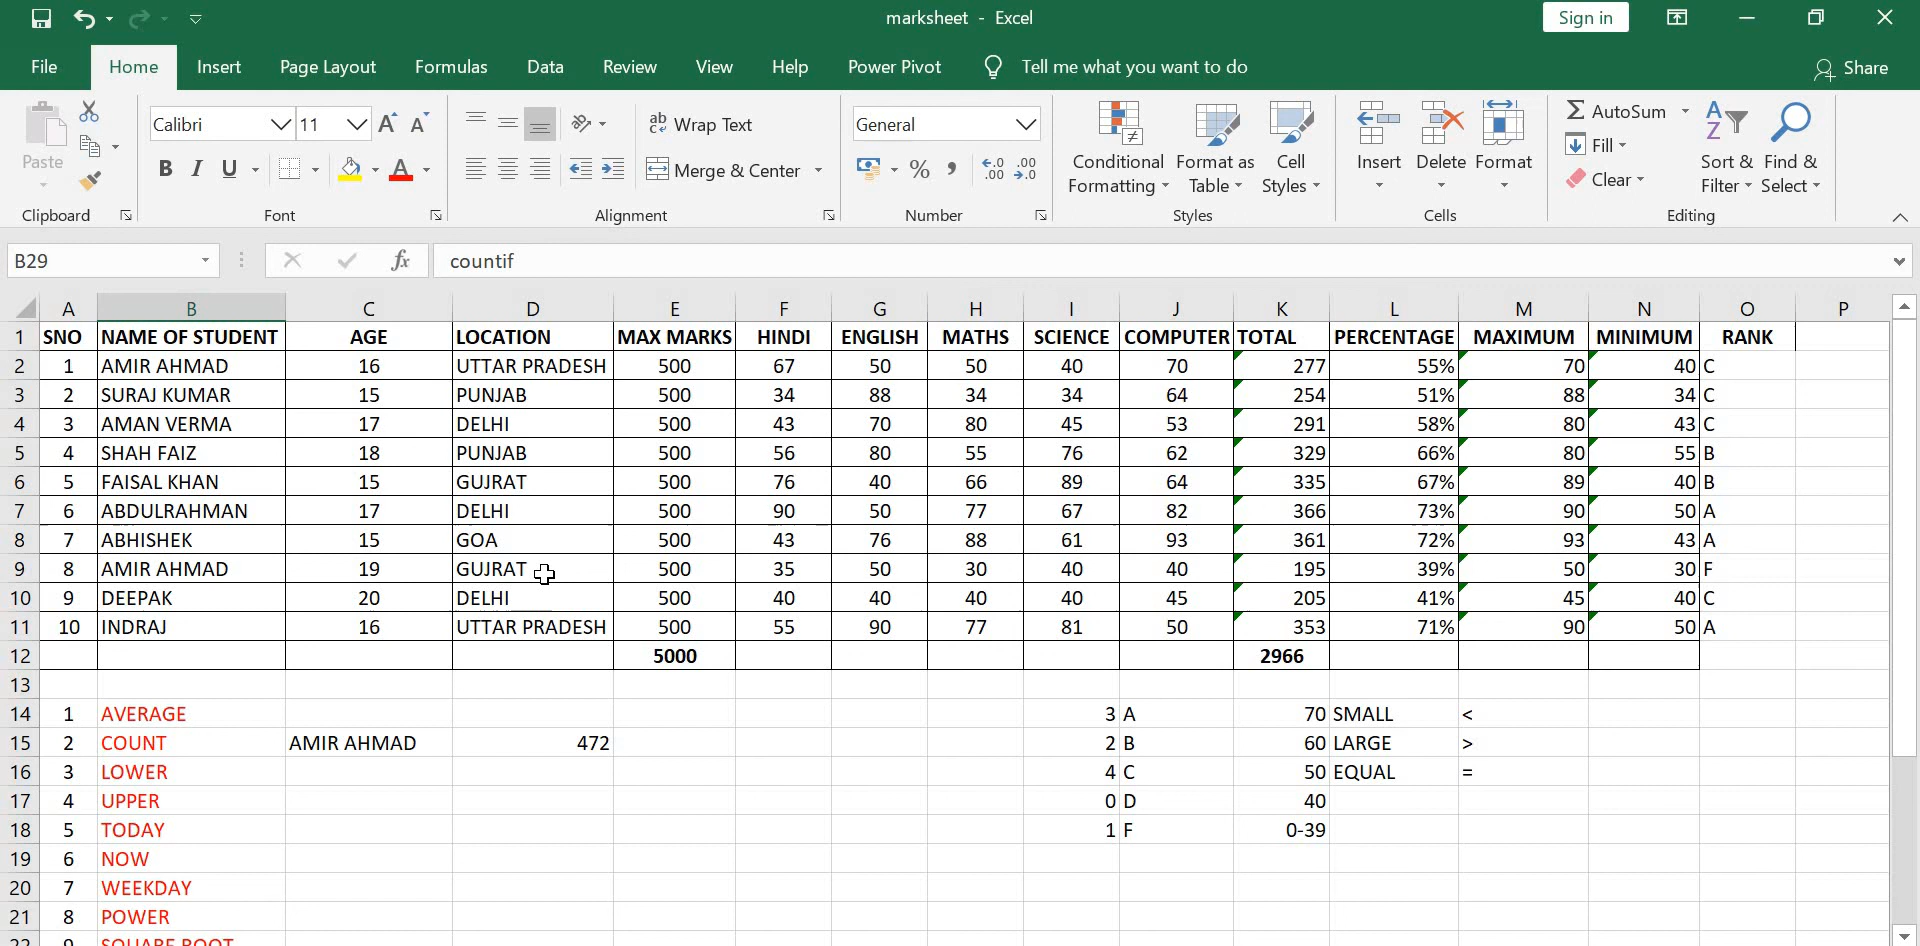 marksheet - Excel
Sign in
File Home Insert Page Layout Formulas Data Review View Help Power Pivot Tell me what you want to do Share
Paste
Clipboard
Calibri 11
B I U
Font
ab Wrap Text
Merge & Center
Alignment
General
% , .00 .00
Number
Conditional Formatting
Format as Table
Cell Styles
Styles
Insert Delete Format
Cells
AutoSum
Fill
Clear
Sort & Filter
Find & Select
Editing
B29 fx countif
A B C D E F G H I J K L M N O P
1 SNO NAME OF STUDENT AGE LOCATION MAX MARKS HINDI ENGLISH MATHS SCIENCE COMPUTER TOTAL PERCENTAGE MAXIMUM MINIMUM RANK
2 1 AMIR AHMAD 16 UTTAR PRADESH 500 67 50 50 40 70 277 55% 70 40 C
3 2 SURAJ KUMAR 15 PUNJAB 500 34 88 34 34 64 254 51% 88 34 C
4 3 AMAN VERMA 17 DELHI 500 43 70 80 45 53 291 58% 80 43 C
5 4 SHAH FAIZ 18 PUNJAB 500 56 80 55 76 62 329 66% 80 55 B
6 5 FAISAL KHAN 15 GUJRAT 500 76 40 66 89 64 335 67% 89 40 B
7 6 ABDULRAHMAN 17 DELHI 500 90 50 77 67 82 366 73% 90 50 A
8 7 ABHISHEK 15 GOA 500 43 76 88 61 93 361 72% 93 43 A
9 8 AMIR AHMAD 19 GUJRAT 500 35 50 30 40 40 195 39% 50 30 F
10 9 DEEPAK 20 DELHI 500 40 40 40 40 45 205 41% 45 40 C
11 10 INDRAJ 16 UTTAR PRADESH 500 55 90 77 81 50 353 71% 90 50 A
12 5000 2966
13
14 1 AVERAGE 3 A 70 SMALL <
15 2 COUNT AMIR AHMAD 472 2 B 60 LARGE >
16 3 LOWER 4 C 50 EQUAL =
17 4 UPPER 0 D 40
18 5 TODAY 1 F 0-39
19 6 NOW
20 7 WEEKDAY
21 8 POWER
22 9 SQUARE ROOT